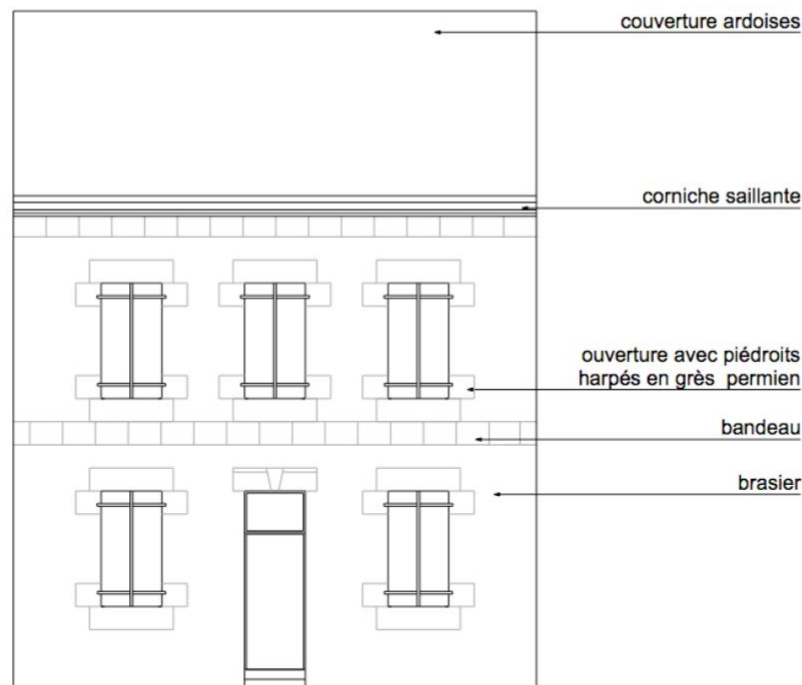 couverture ardoises
corniche saillante
ouverture avec piédroits
harpés en grès permien
bandeau
brasier